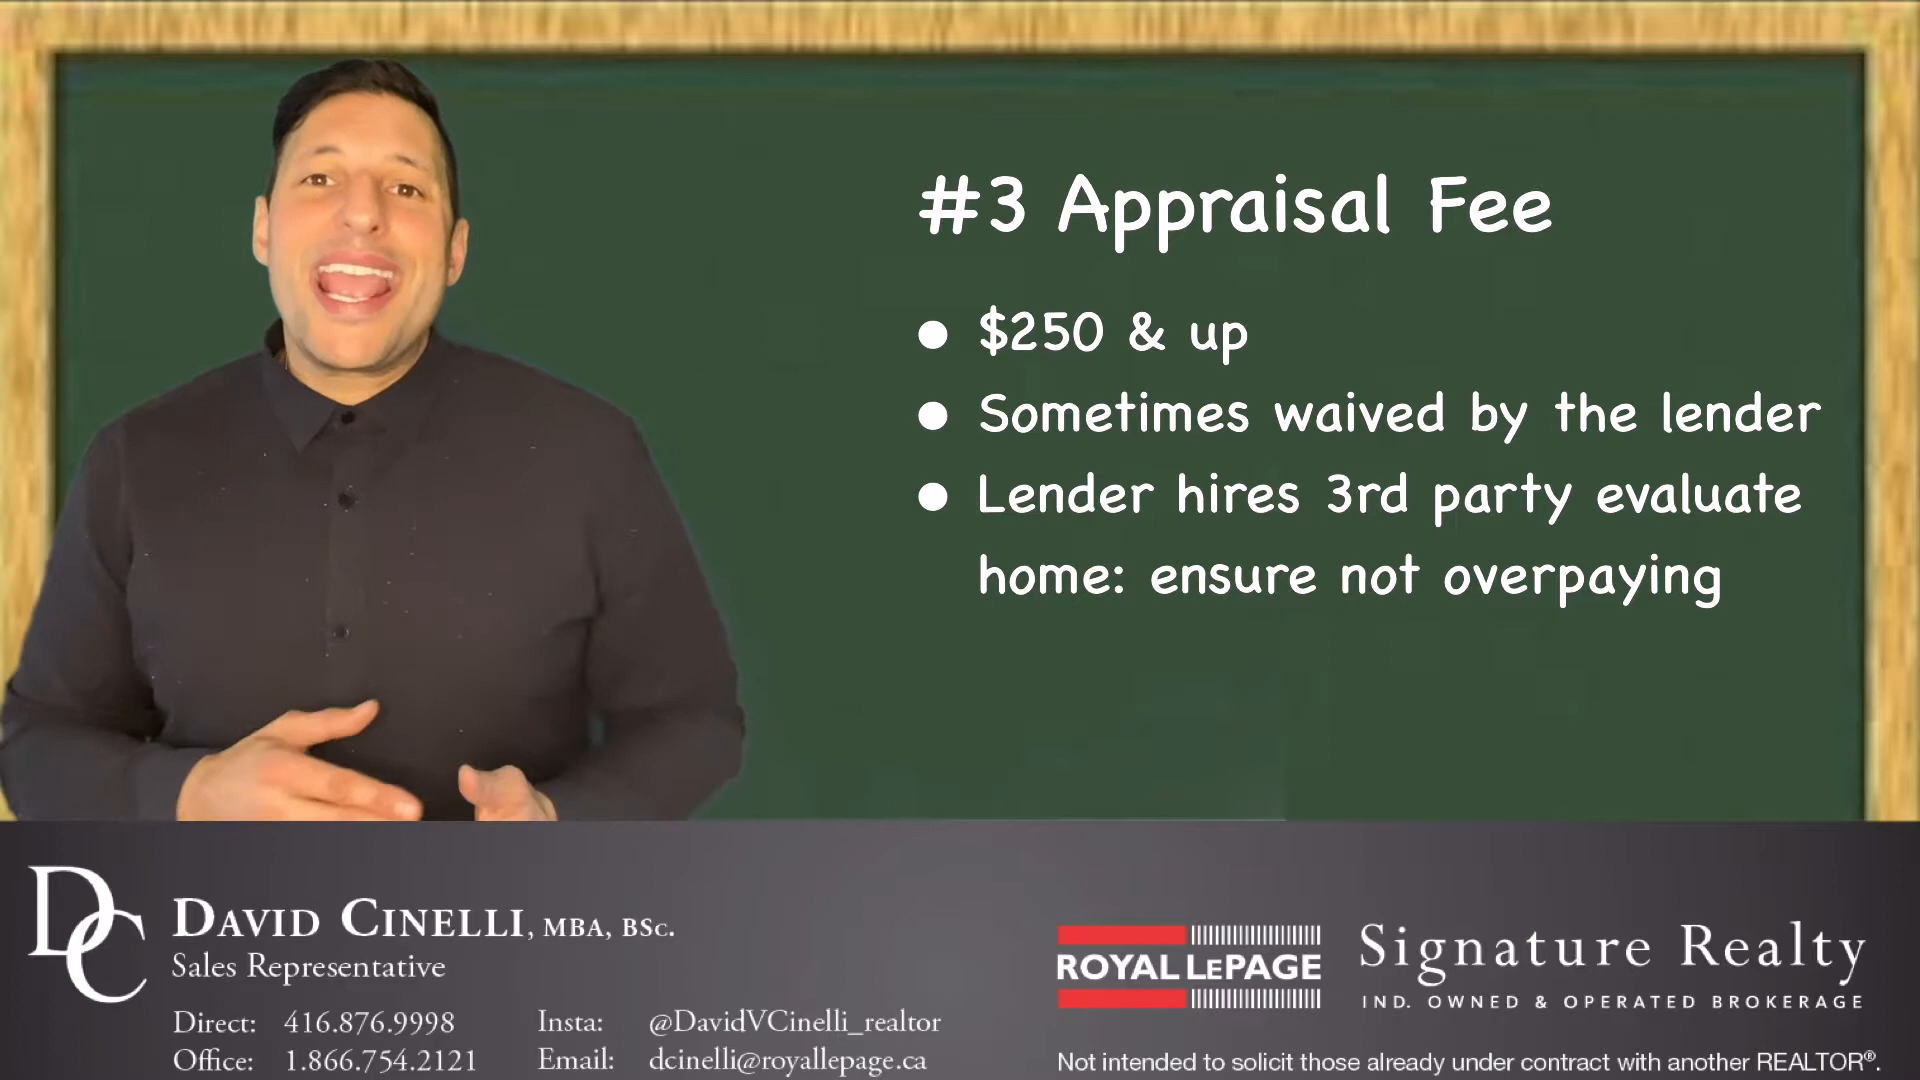 #3 Appraisal Fee
● $250 & up
● Sometimes waived by the lender
● Lender hires 3rd party evaluate
home: ensure not overpaying
DC
DAVID CINELLI, MBA, BSc.
Sales Representative
Direct: 416.876.9998
Office: 1.866.754.2121
Insta: @DavidVCinelli_realtor
Email: dcinelli@royallepage.ca
ROYAL LEPAGE
Signature Realty
IND. OWNED & OPERATED BROKERAGE
Not intended to solicit those already under contract with another REALTOR®.